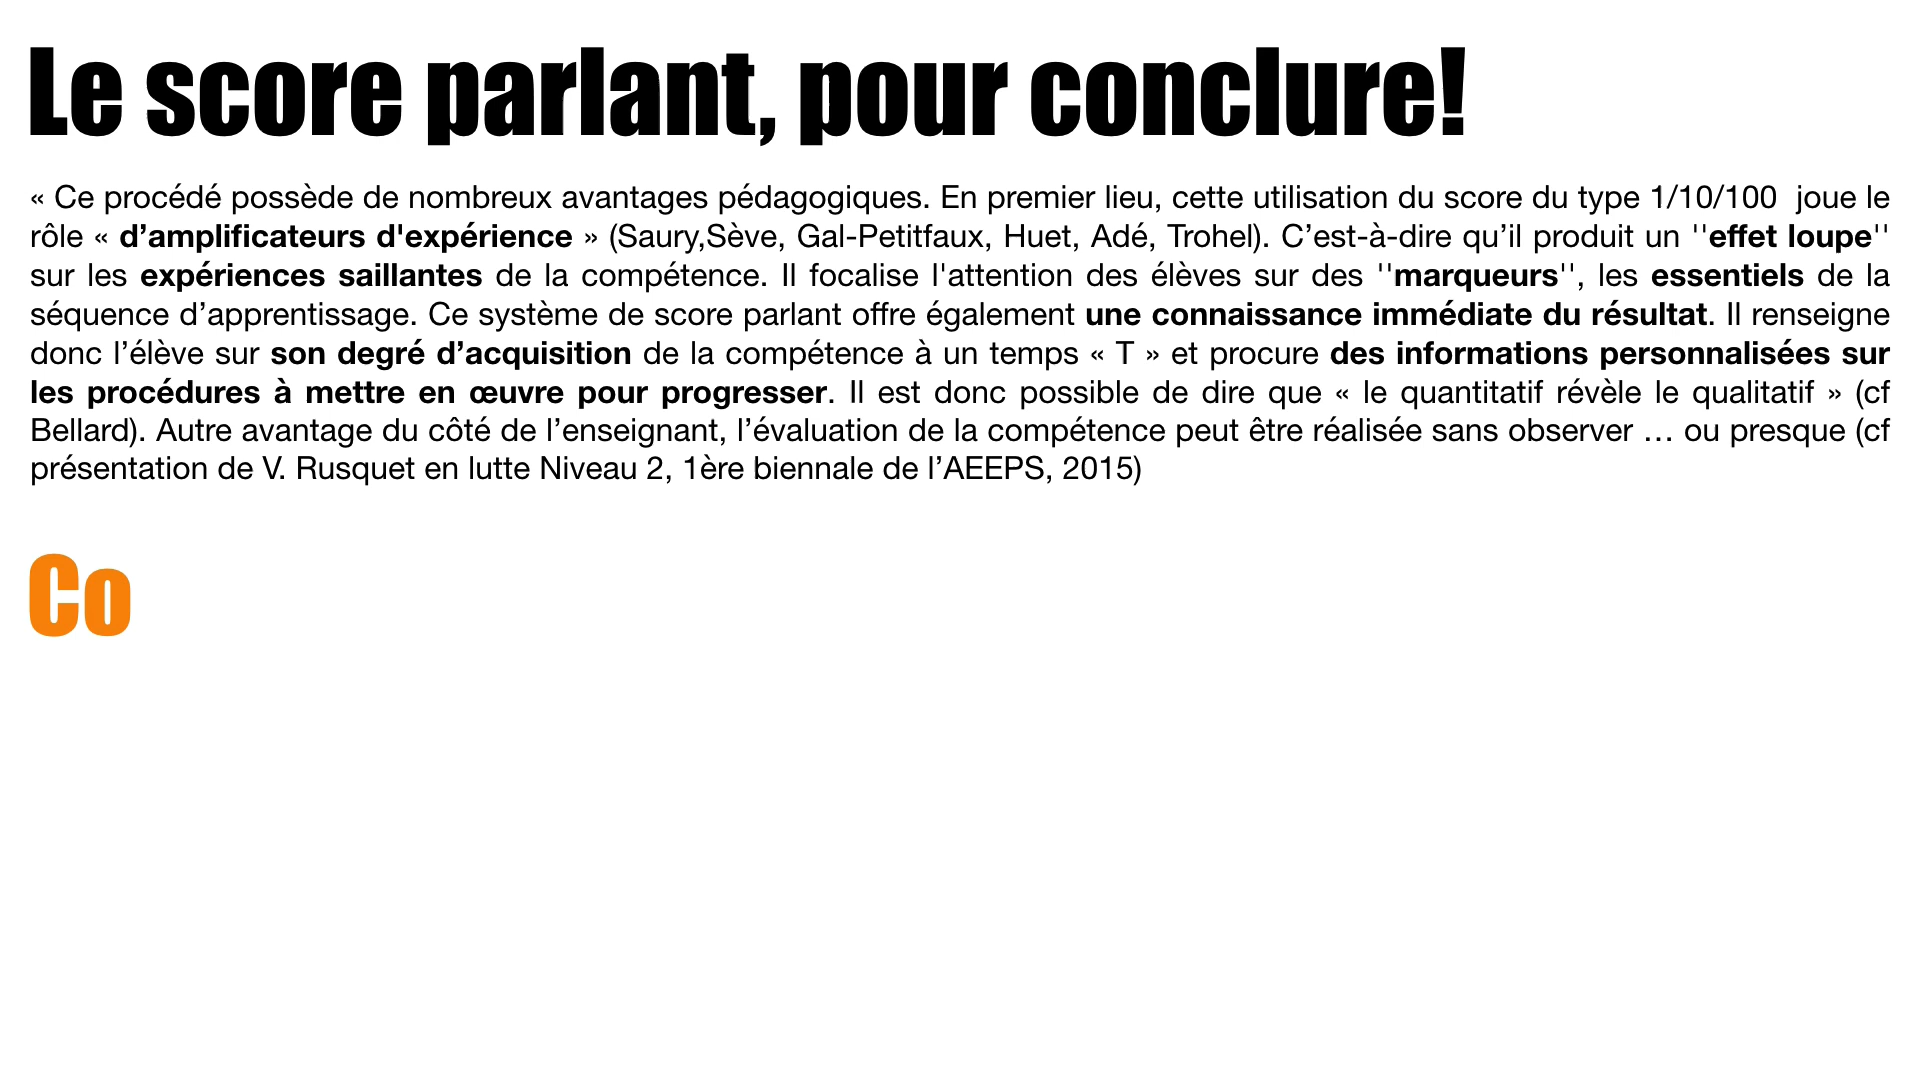 Le score parlant, pour conclure!
« Ce procédé possède de nombreux avantages pédagogiques. En premier lieu, cette utilisation du score du type 1/10/100  joue le
rôle « d’amplificateurs d'expérience » (Saury,Sève, Gal-Petitfaux, Huet, Adé, Trohel). C’est-à-dire qu’il produit un ''effet loupe''
sur les expériences saillantes de la compétence. Il focalise l'attention des élèves sur des ''marqueurs'', les essentiels de la
séquence d’apprentissage. Ce système de score parlant offre également une connaissance immédiate du résultat. Il renseigne
donc l’élève sur son degré d’acquisition de la compétence à un temps « T » et procure des informations personnalisées sur
les procédures à mettre en œuvre pour progresser. Il est donc possible de dire que « le quantitatif révèle le qualitatif » (cf
Bellard). Autre avantage du côté de l’enseignant, l’évaluation de la compétence peut être réalisée sans observer … ou presque (cf
présentation de V. Rusquet en lutte Niveau 2, 1ère biennale de l’AEEPS, 2015)
Co